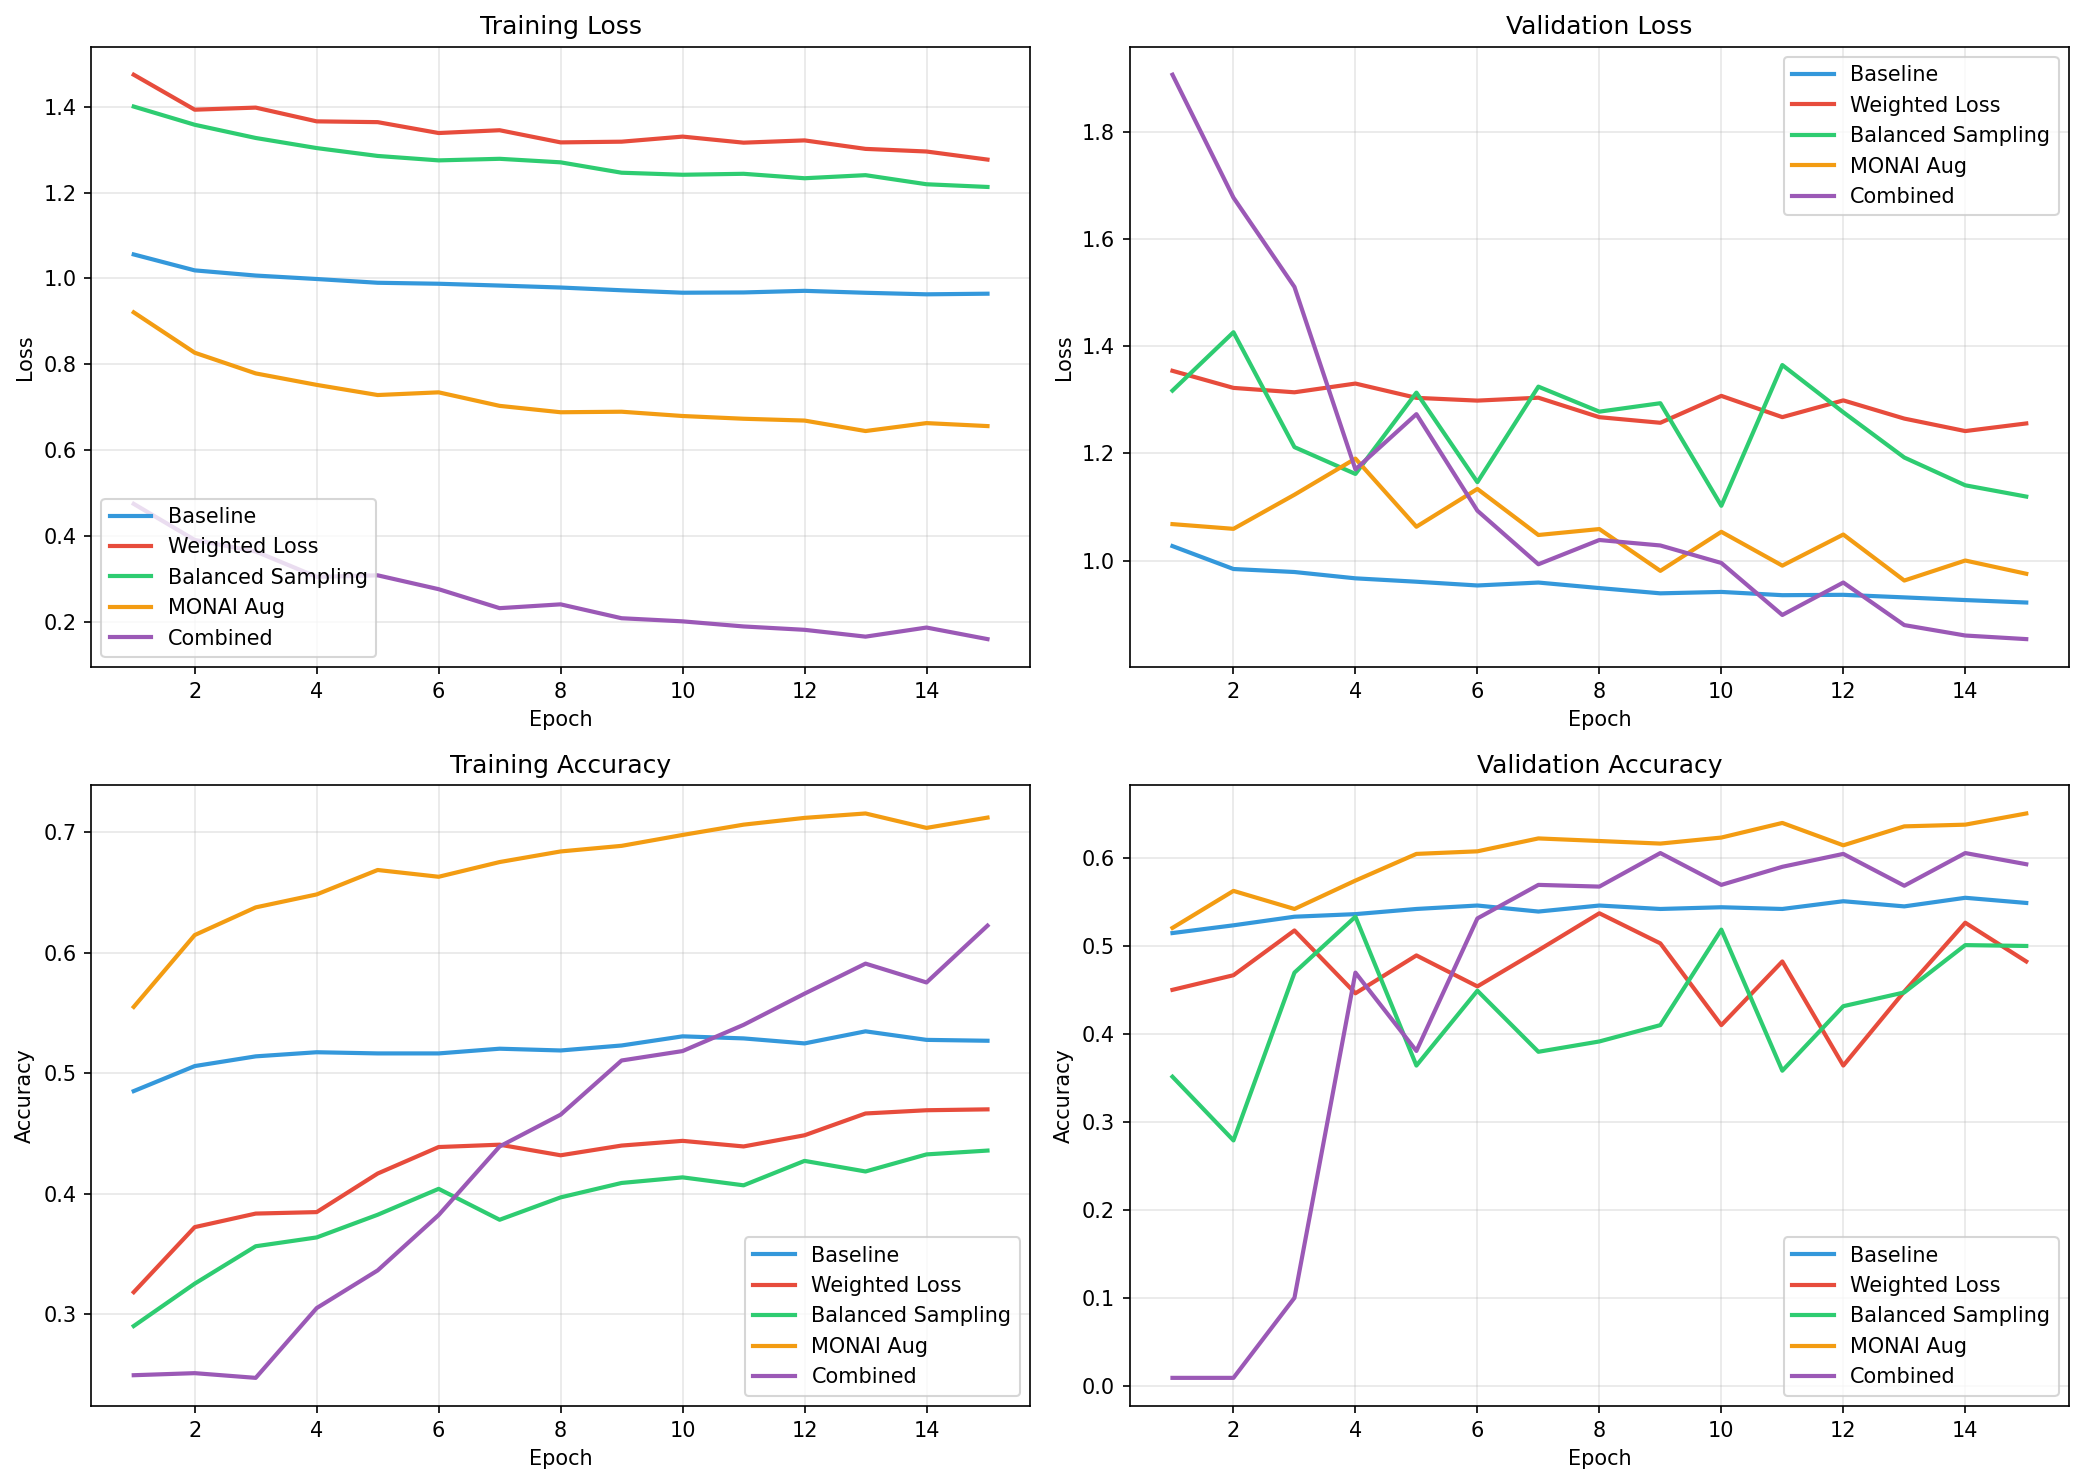 Training Loss
Loss
1.4
1.2
1.0
0.8
0.6
0.4
0.2
Baseline
Weighted Loss
Balanced Sampling
MONAI Aug
Combined
2 4 6 8 10 12 14
Epoch
Validation Loss
Loss
1.8
1.6
1.4
1.2
1.0
Baseline
Weighted Loss
Balanced Sampling
MONAI Aug
Combined
2 4 6 8 10 12 14
Epoch
Training Accuracy
Accuracy
0.7
0.6
0.5
0.4
0.3
Baseline
Weighted Loss
Balanced Sampling
MONAI Aug
Combined
2 4 6 8 10 12 14
Epoch
Validation Accuracy
Accuracy
0.6
0.5
0.4
0.3
0.2
0.1
0.0
Baseline
Weighted Loss
Balanced Sampling
MONAI Aug
Combined
2 4 6 8 10 12 14
Epoch